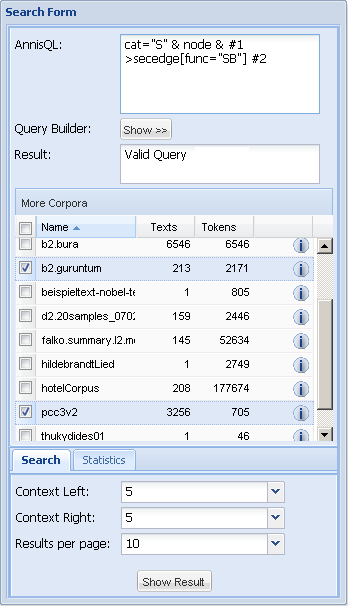 Search Form
AnnisQL: cat="S" & node & #1
>secedge[func="SB"] #2
Query Builder: Show >>
Result: Valid Query
More Corpora
Name Texts Tokens
b2.bura 6546 6546
b2.guruntum 213 2171
beispieltext-nobel-te 1 805
d2.20samples_0702 159 2446
falko.summary.l2.mo 145 52634
hildebrandtLied 1 2749
hotelCorpus 208 177674
pcc3v2 3256 705
thukydides01 1 46
Search Statistics
Context Left: 5
Context Right: 5
Results per page: 10
Show Result